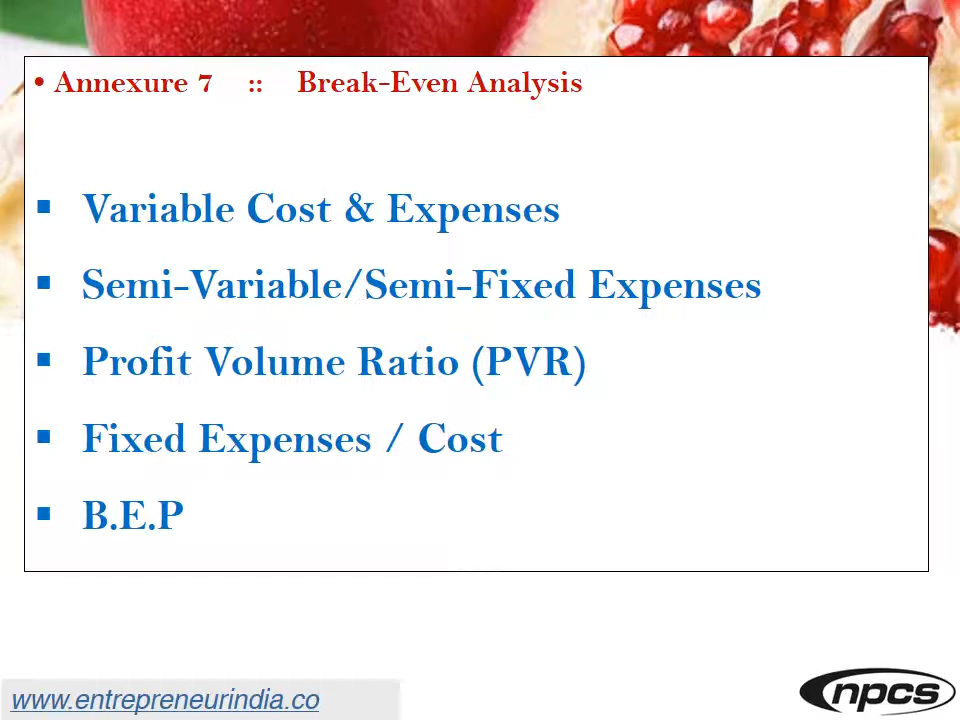 • Annexure 7 :: Break-Even Analysis
▪ Variable Cost & Expenses
▪ Semi-Variable/Semi-Fixed Expenses
▪ Profit Volume Ratio (PVR)
▪ Fixed Expenses / Cost
▪ B.E.P
www.entrepreneurindia.co
npcs